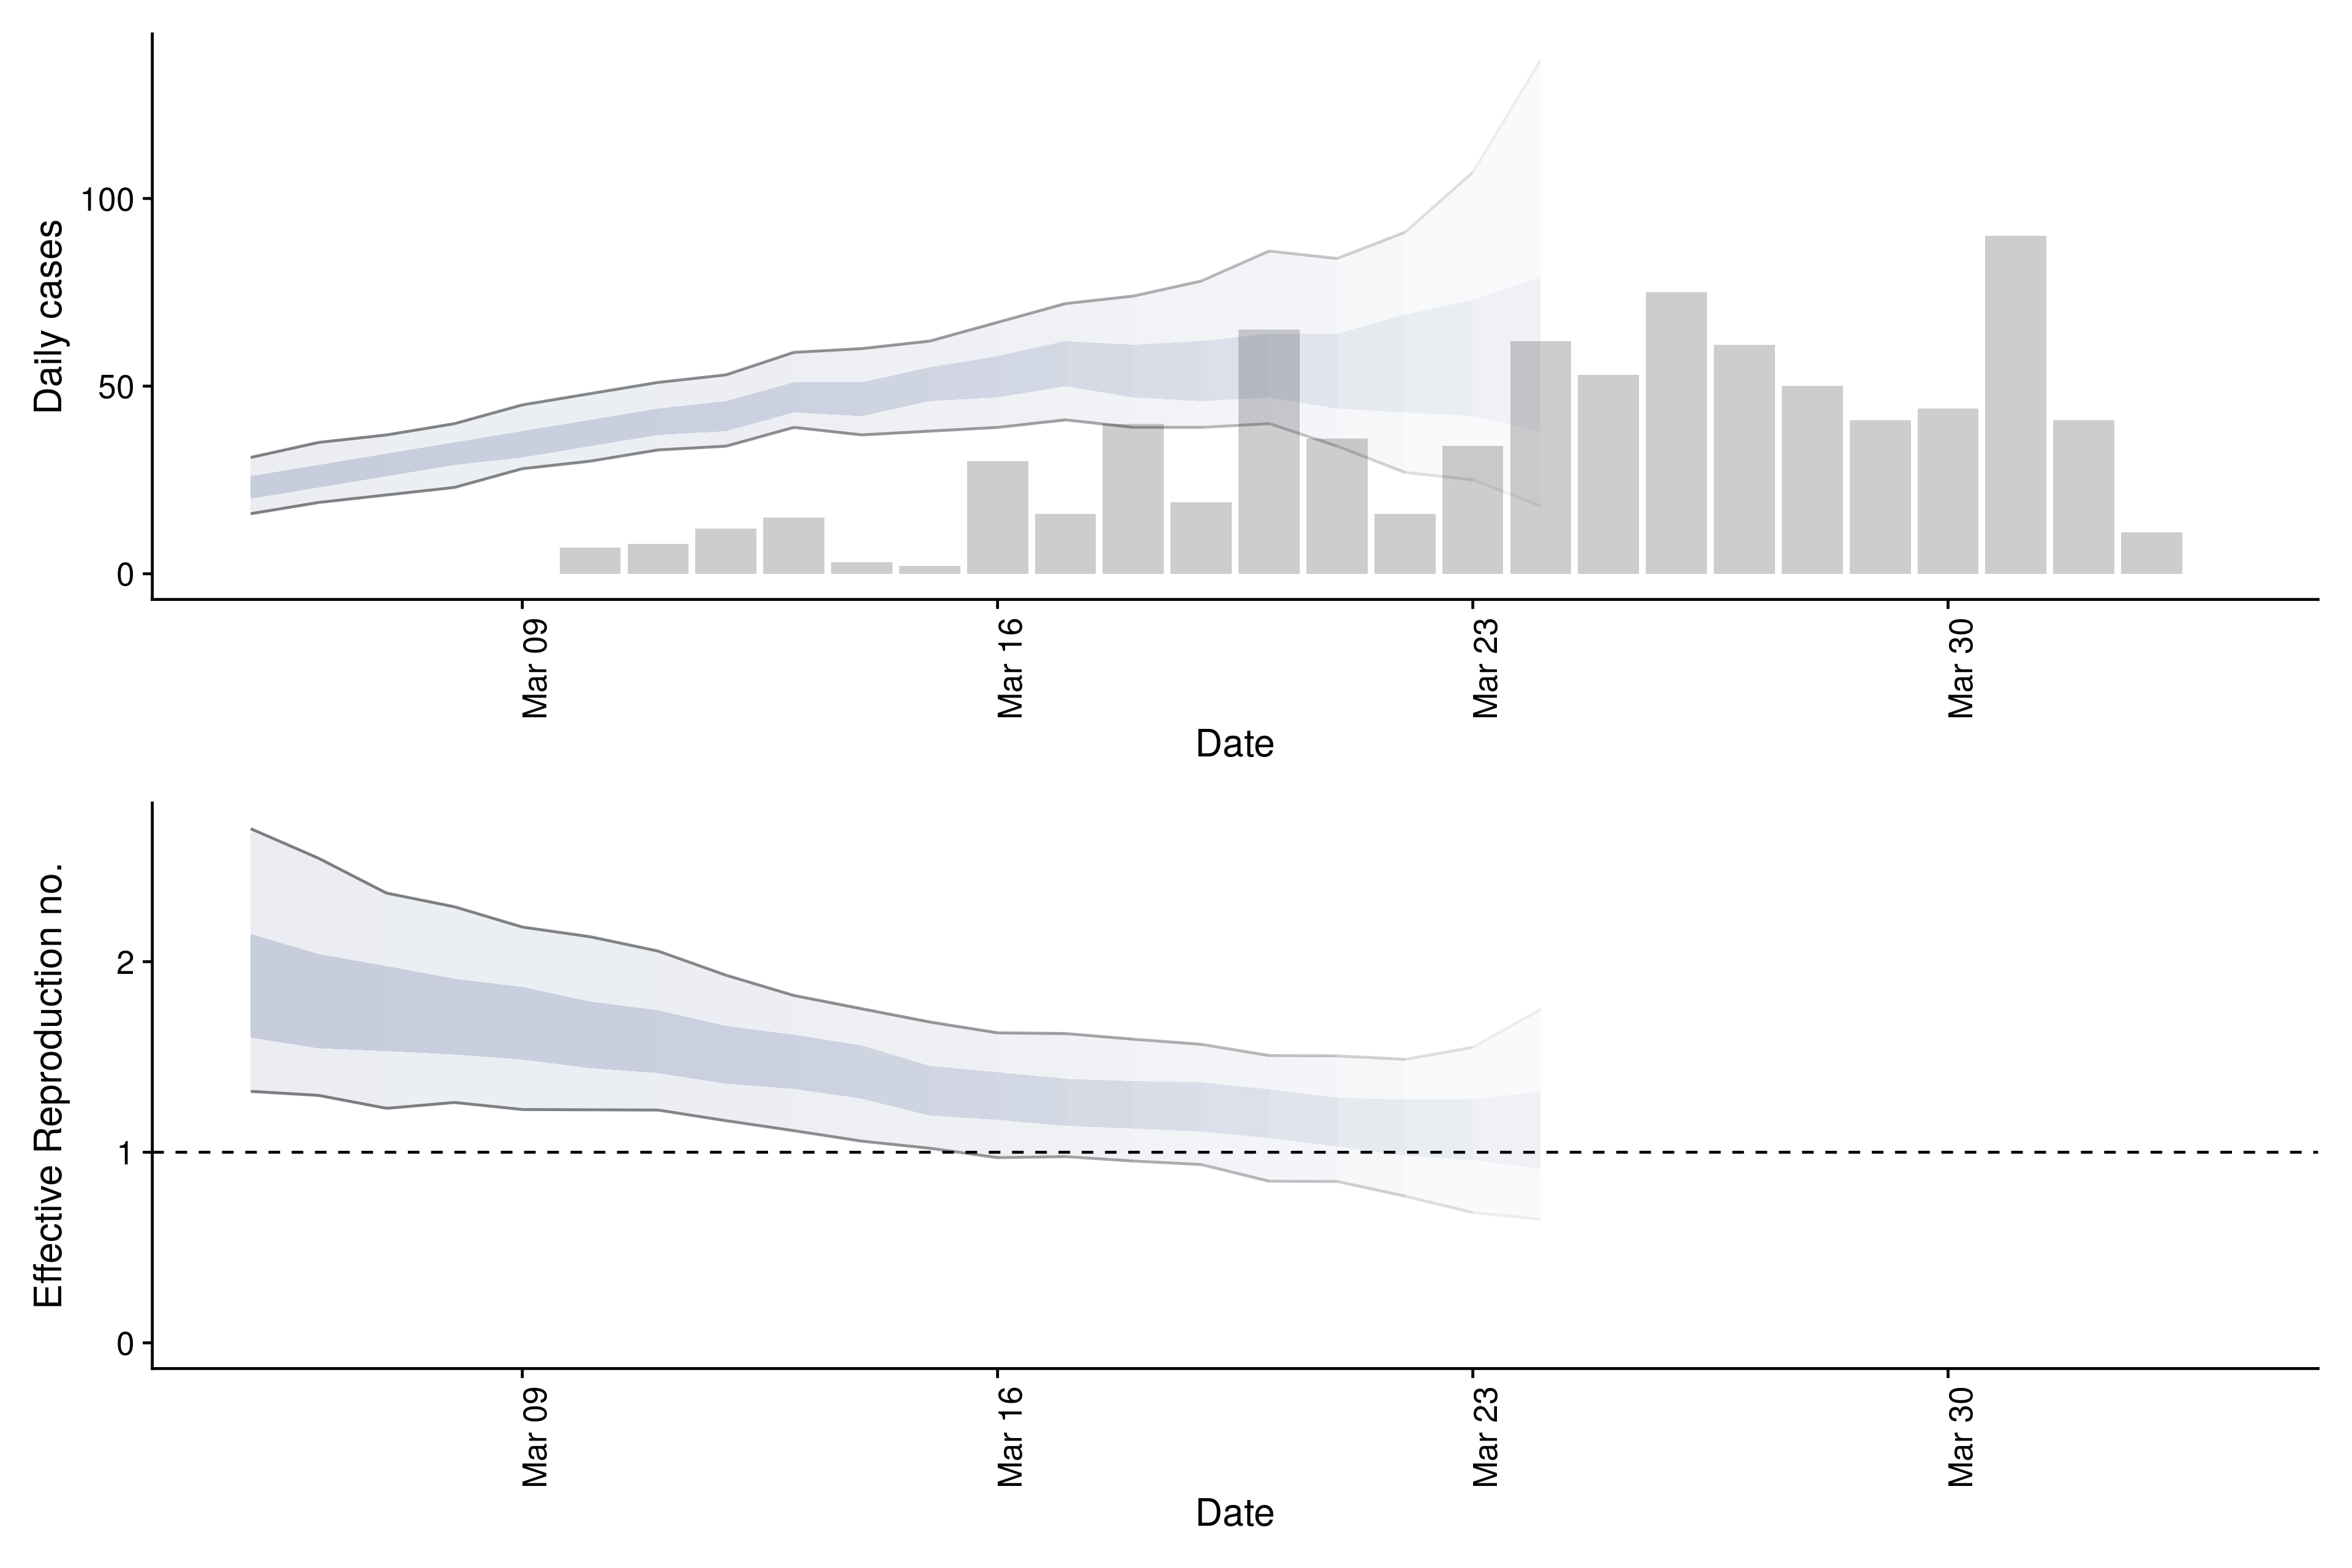 Daily cases
100
50
0
Mar 09
Mar 16
Mar 23
Mar 30
Date
Effective Reproduction no.
2
1
0
Mar 09
Mar 16
Mar 23
Mar 30
Date